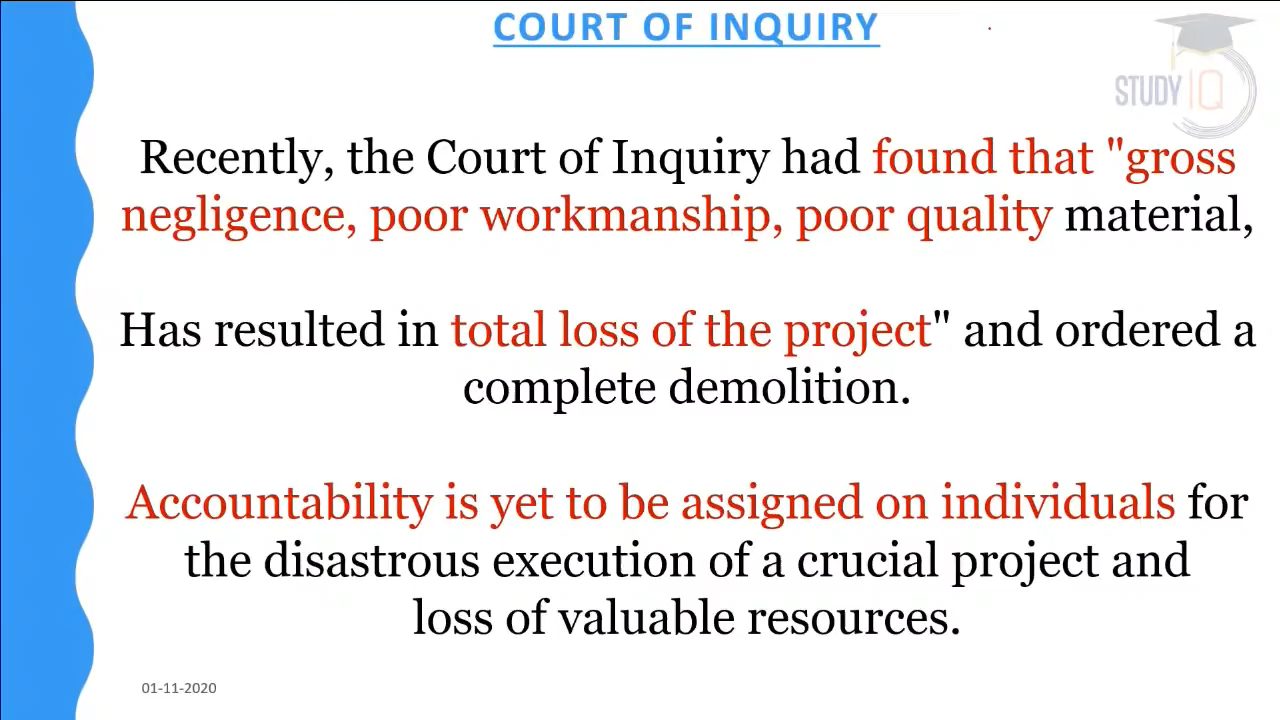 COURT OF INQUIRY
STUDY IQ
Recently, the Court of Inquiry had found that "gross
negligence, poor workmanship, poor quality material,
Has resulted in total loss of the project" and ordered a
complete demolition.
Accountability is yet to be assigned on individuals for
the disastrous execution of a crucial project and
loss of valuable resources.
01-11-2020